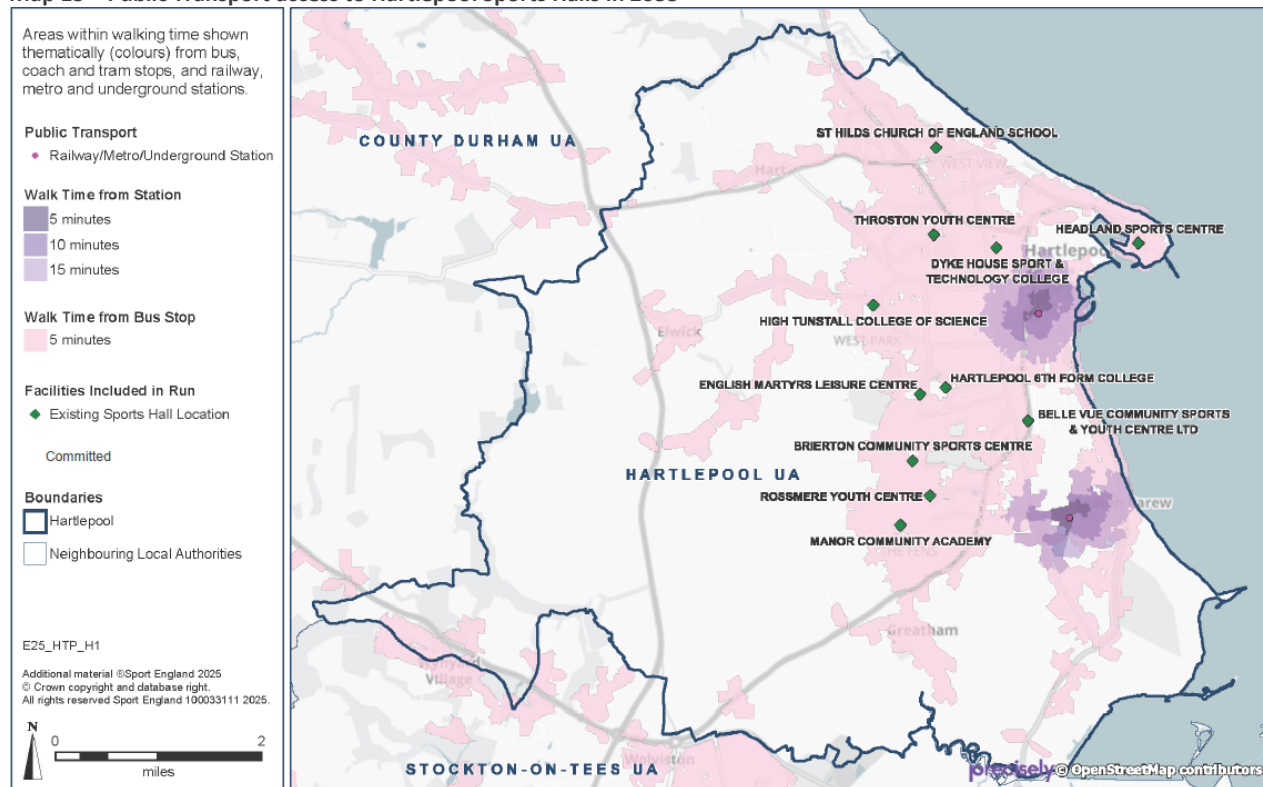 Areas within walking time shown
thematically (colours) from bus,
coach and tram stops, and railway,
metro and underground stations.
Public Transport
Railway/Metro/Underground Station
Walk Time from Station
5 minutes
10 minutes
15 minutes
Walk Time from Bus Stop
5 minutes
Facilities Included in Run
Existing Sports Hall Location
Committed
Boundaries
Hartlepool
Neighbouring Local Authorities
E25_HTP_H1
Additional material ©Sport England 2025
© Crown copyright and database right.
All rights reserved Sport England 100033111 2025.
N
0 2
miles
COUNTY DURHAM UA
ST HILDS CHURCH OF ENGLAND SCHOOL
WEST VIEW
Hart
THROSTON YOUTH CENTRE
HEADLAND SPORTS CENTRE
Hartlepool
DYKE HOUSE SPORT &
TECHNOLOGY COLLEGE
HIGH TUNSTALL COLLEGE OF SCIENCE
Elwick
WEST PARK
ENGLISH MARTYRS LEISURE CENTRE
HARTLEPOOL 6TH FORM COLLEGE
BELLE VUE COMMUNITY SPORTS
& YOUTH CENTRE LTD
BRIERTON COMMUNITY SPORTS CENTRE
HARTLEPOOL UA
ROSSMERE YOUTH CENTRE
MANOR COMMUNITY ACADEMY
THE FENS
Greatham
Village
Wolviston
STOCKTON-ON-TEES UA
precisely © OpenStreetMap contributors